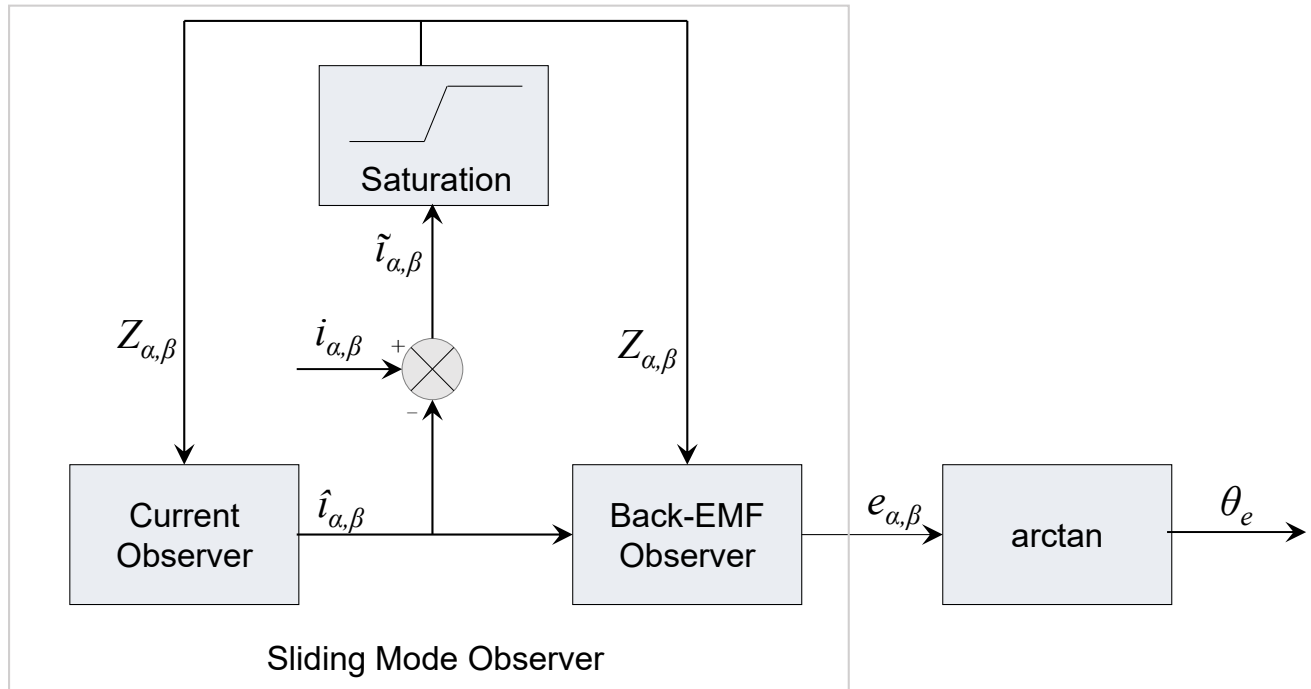 Saturation
ĩα,β
Zα,β
iα,β
+
Zα,β
−
Current
Observer
îα,β
Back-EMF
Observer
eα,β
arctan
θe
Sliding Mode Observer